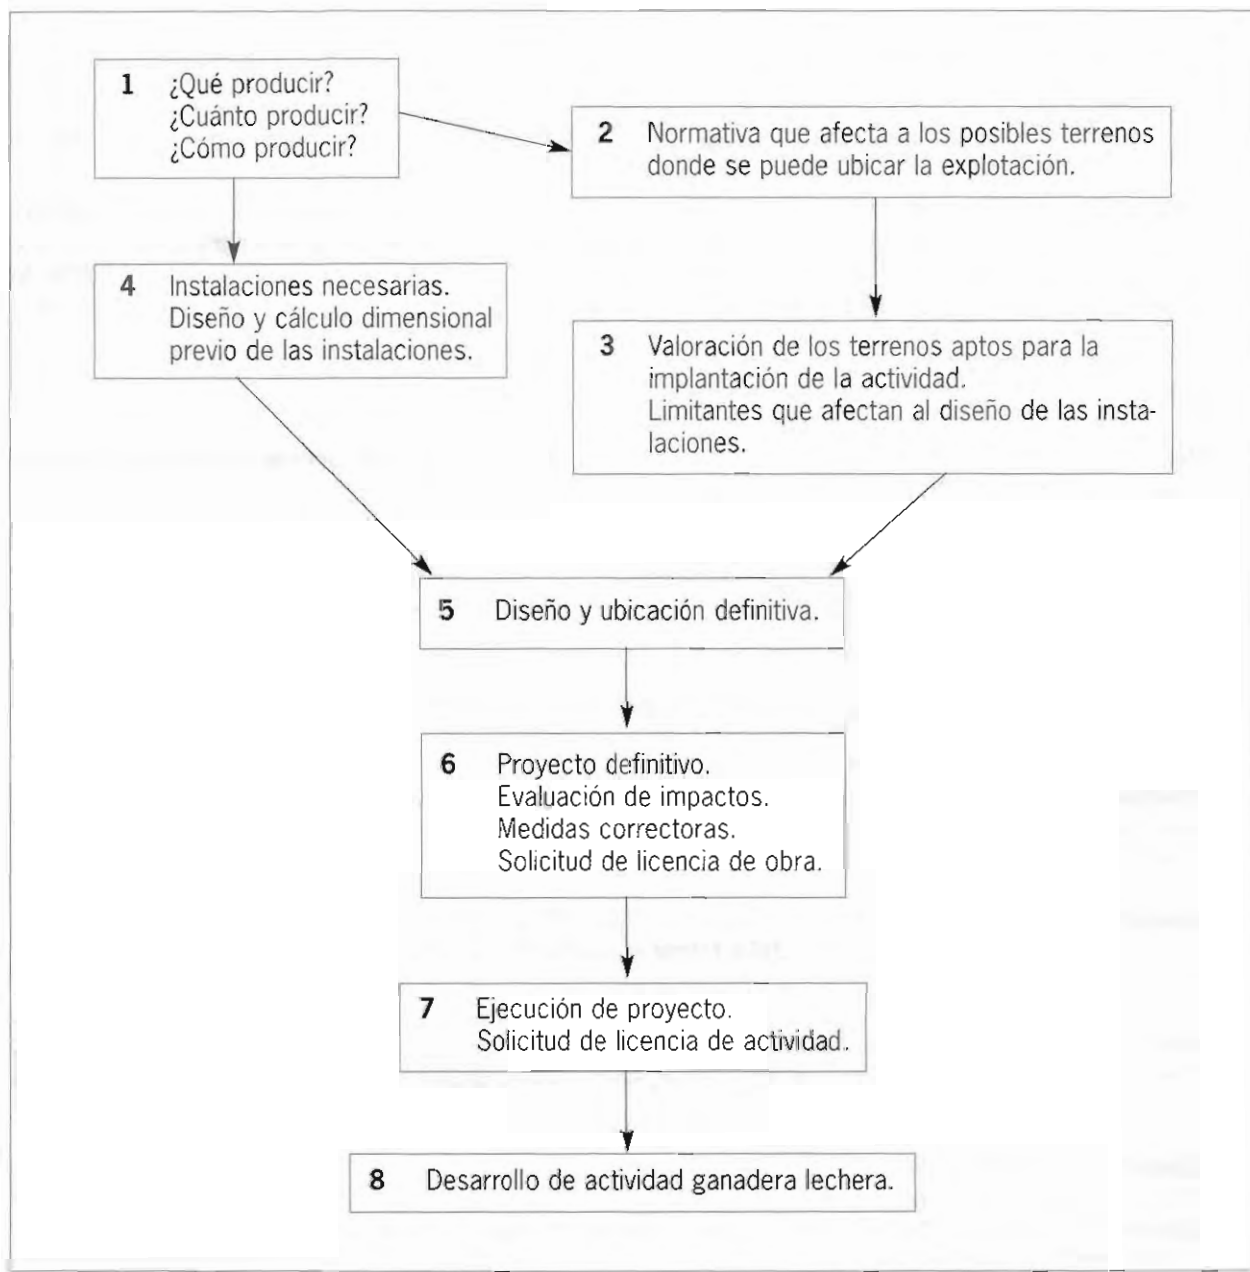 1 ¿Qué producir?
¿Cuánto producir?
¿Cómo producir?
2 Normativa que afecta a los posibles terrenos
donde se puede ubicar la explotación.
3 Valoración de los terrenos aptos para la
implantación de la actividad.
Limitantes que afectan al diseño de las insta-
laciones.
4 Instalaciones necesarias.
Diseño y cálculo dimensional
previo de las instalaciones.
5 Diseño y ubicación definitiva.
6 Proyecto definitivo.
Evaluación de impactos.
Medidas correctoras.
Solicitud de licencia de obra.
7 Ejecución de proyecto.
Solicitud de licencia de actividad.
8 Desarrollo de actividad ganadera lechera.